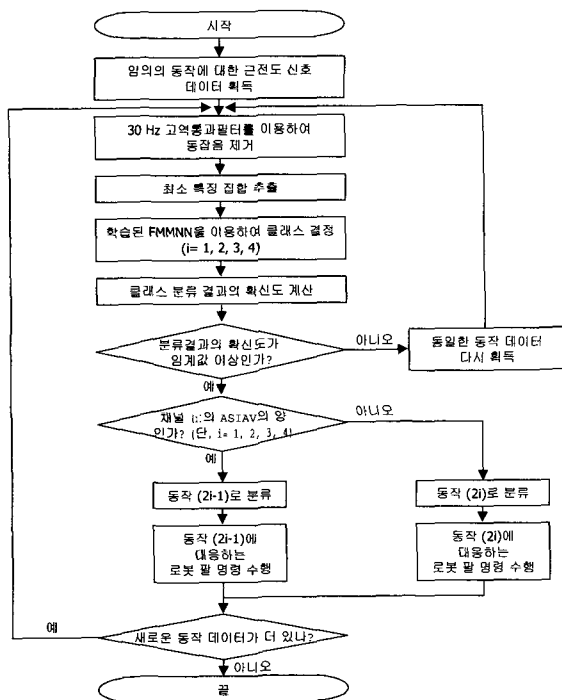 시작
임의의 동작에 대한 근전도 신호
데이터 획득
30 Hz 고역통과필터를 이용하여
동잡음 제거
최소 특징 집합 추출
학습된 FMMNN을 이용하여 클래스 결정
(i= 1, 2, 3, 4)
클래스 분류 결과의 확신도 계산
분류결과의 확신도가
임계값 이상인가?
아니오
동일한 동작 데이터
다시 획득
예
채널 의 ASIAV의 양
인가? (단, i= 1, 2, 3, 4)
아니오
예
동작 (2i-1)로 분류
동작 (2i)로 분류
동작 (2i-1)에
대응하는
로봇 팔 명령 수행
동작 (2i)에
대응하는
로봇 팔 명령 수행
예
새로운 동작 데이터가 더 있나?
아니오
끝